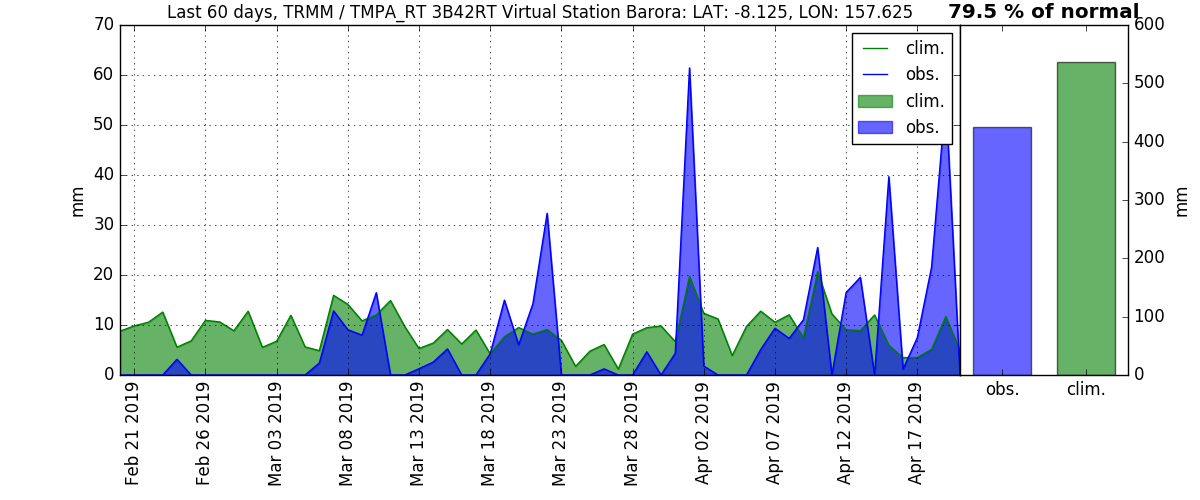 Last 60 days, TRMM / TMPA_RT 3B42RT Virtual Station Barora: LAT: -8.125, LON: 157.625
79.5 % of normal
70
60
50
40
30
20
10
0
mm
clim.
obs.
clim.
obs.
600
500
400
300
200
100
0
mm
Feb 21 2019
Feb 26 2019
Mar 03 2019
Mar 08 2019
Mar 13 2019
Mar 18 2019
Mar 23 2019
Mar 28 2019
Apr 02 2019
Apr 07 2019
Apr 12 2019
Apr 17 2019
obs.
clim.